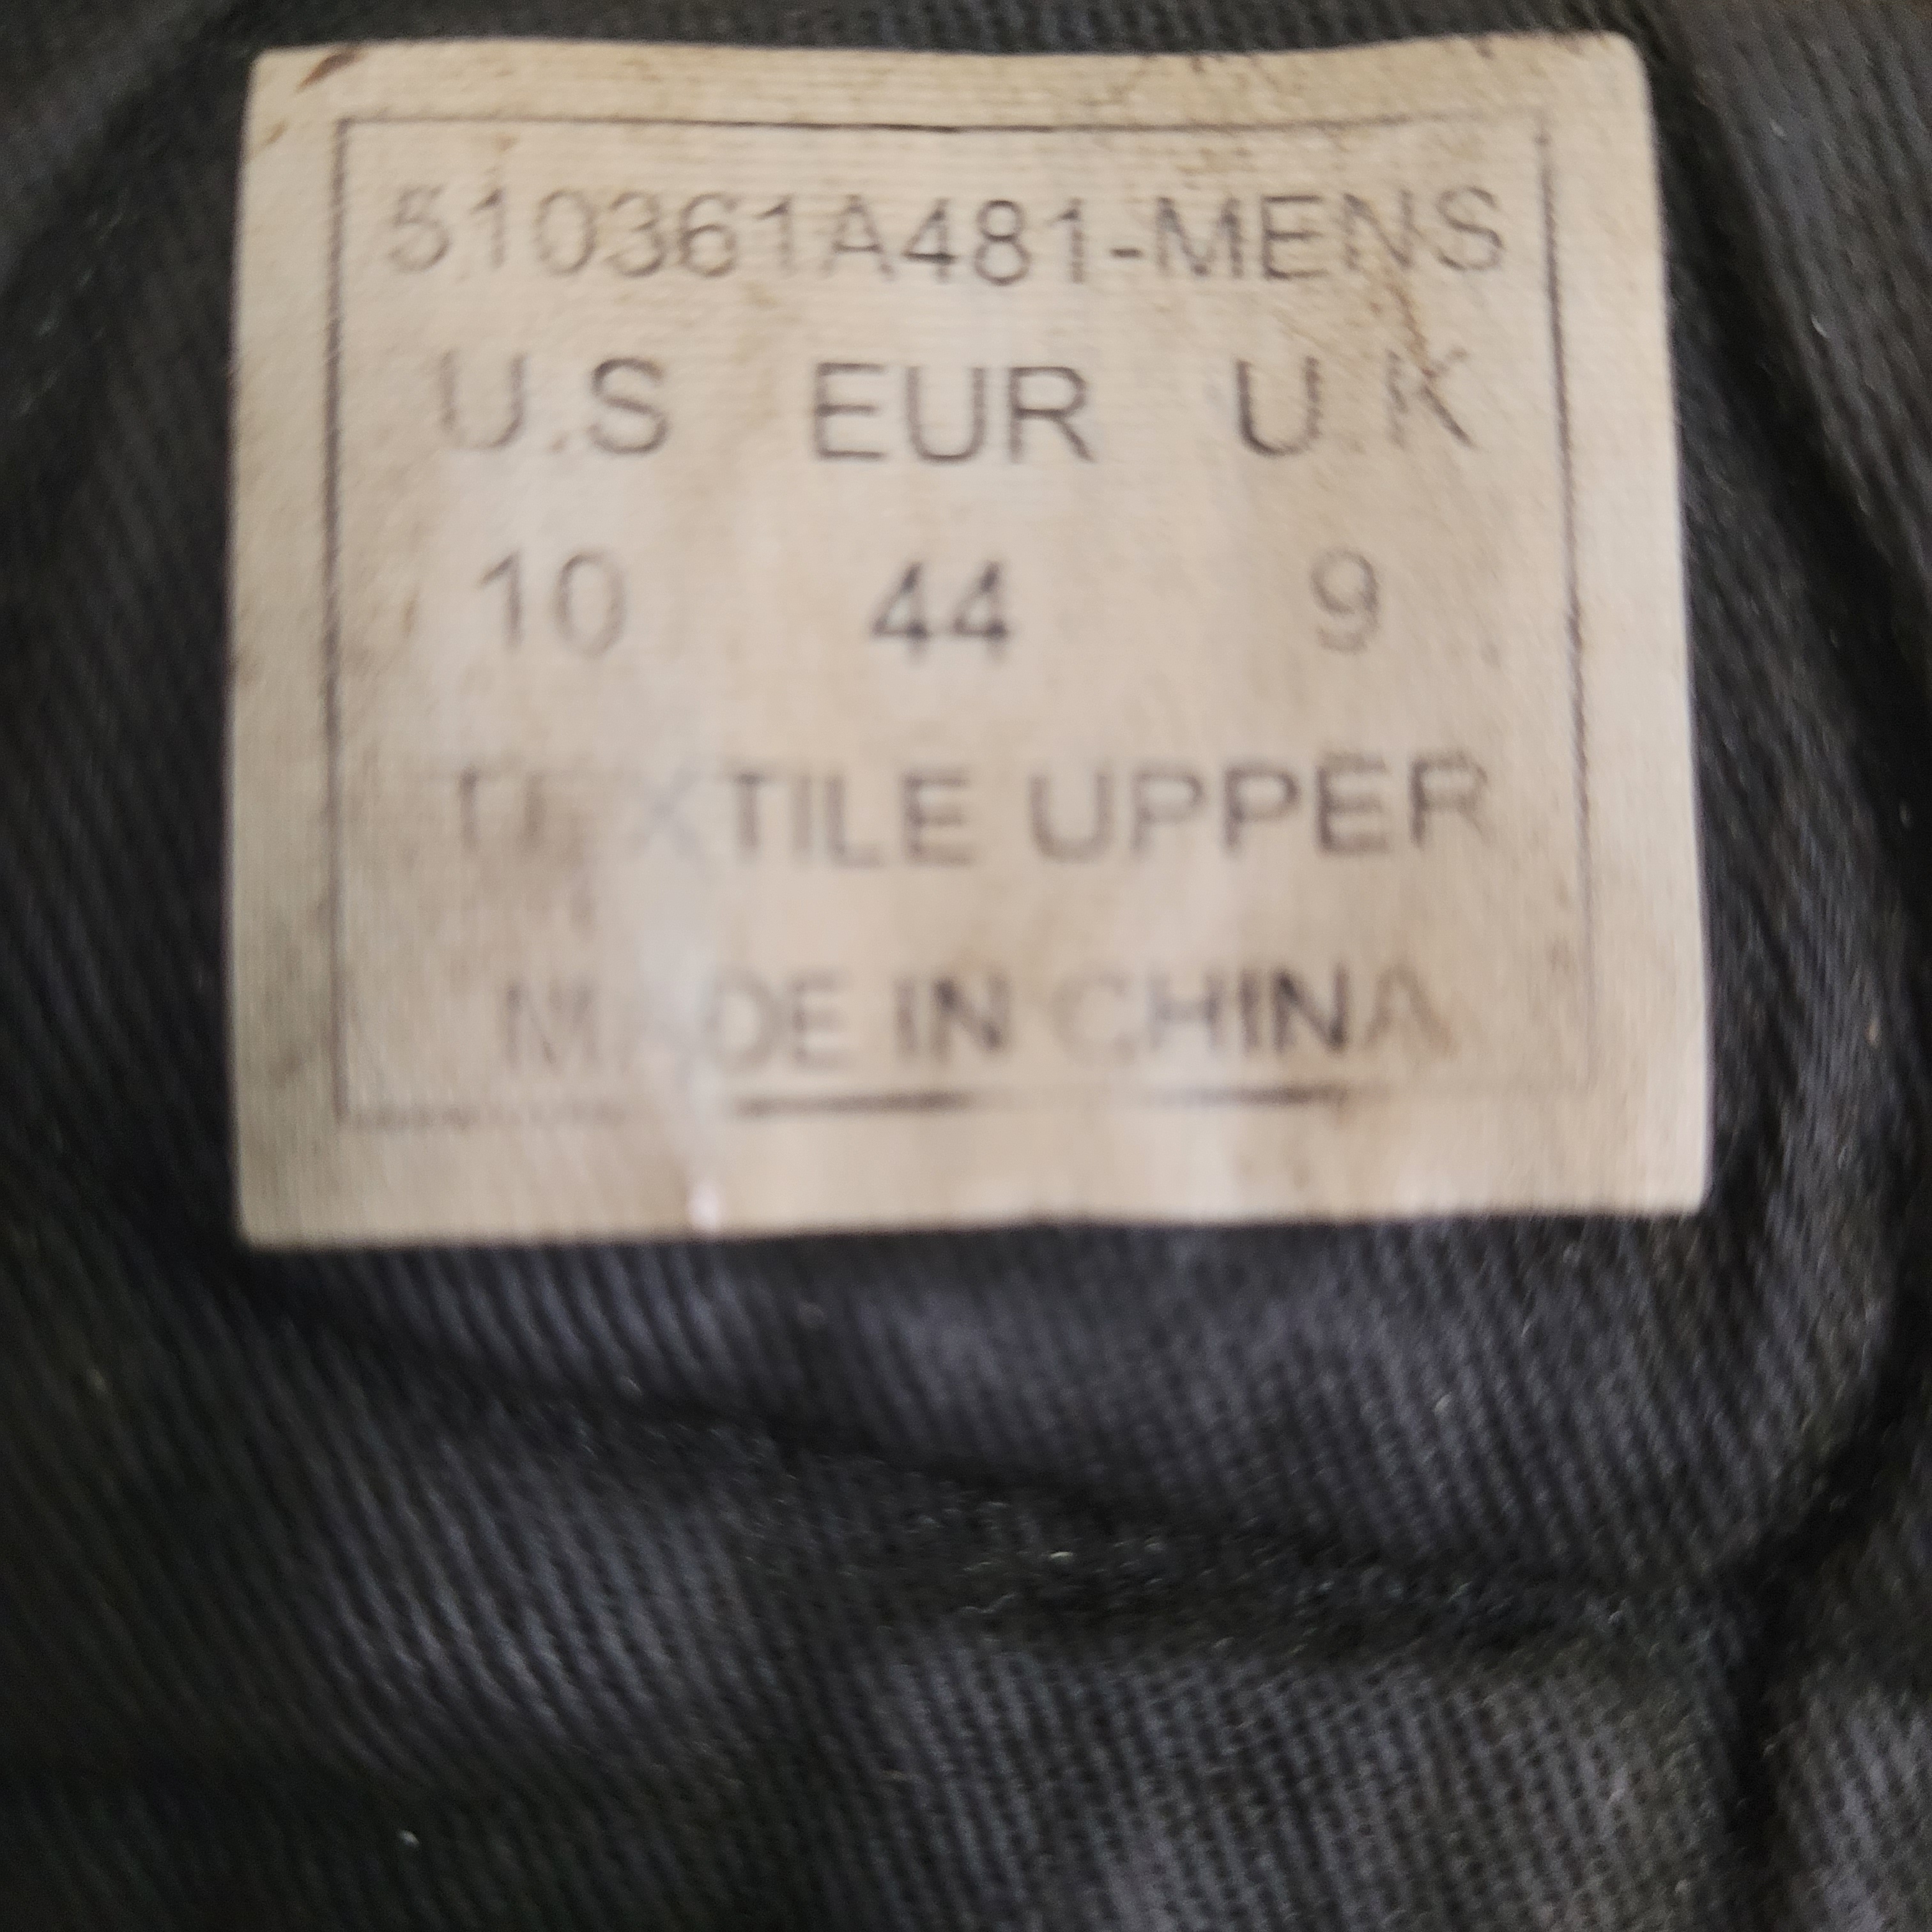 510361A481-MENS
U.S EUR U.K
10 44 9
TEXTILE UPPER
MADE IN CHINA